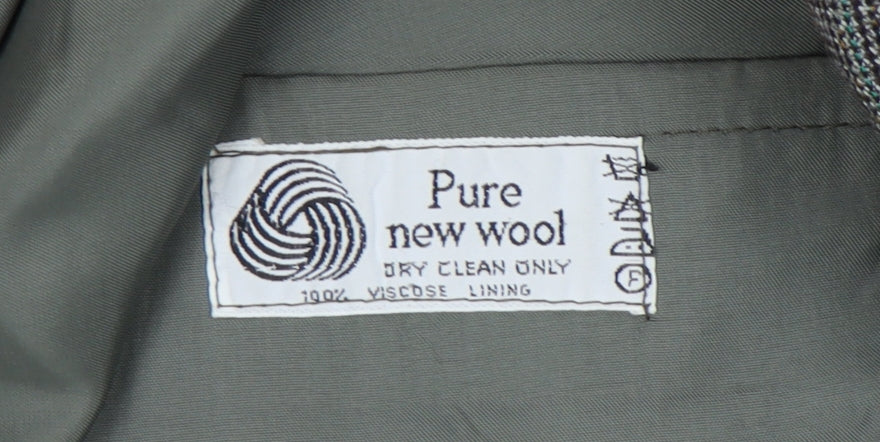 Pure
new wool
DRY CLEAN ONLY
100% VISCOSE LINING
F